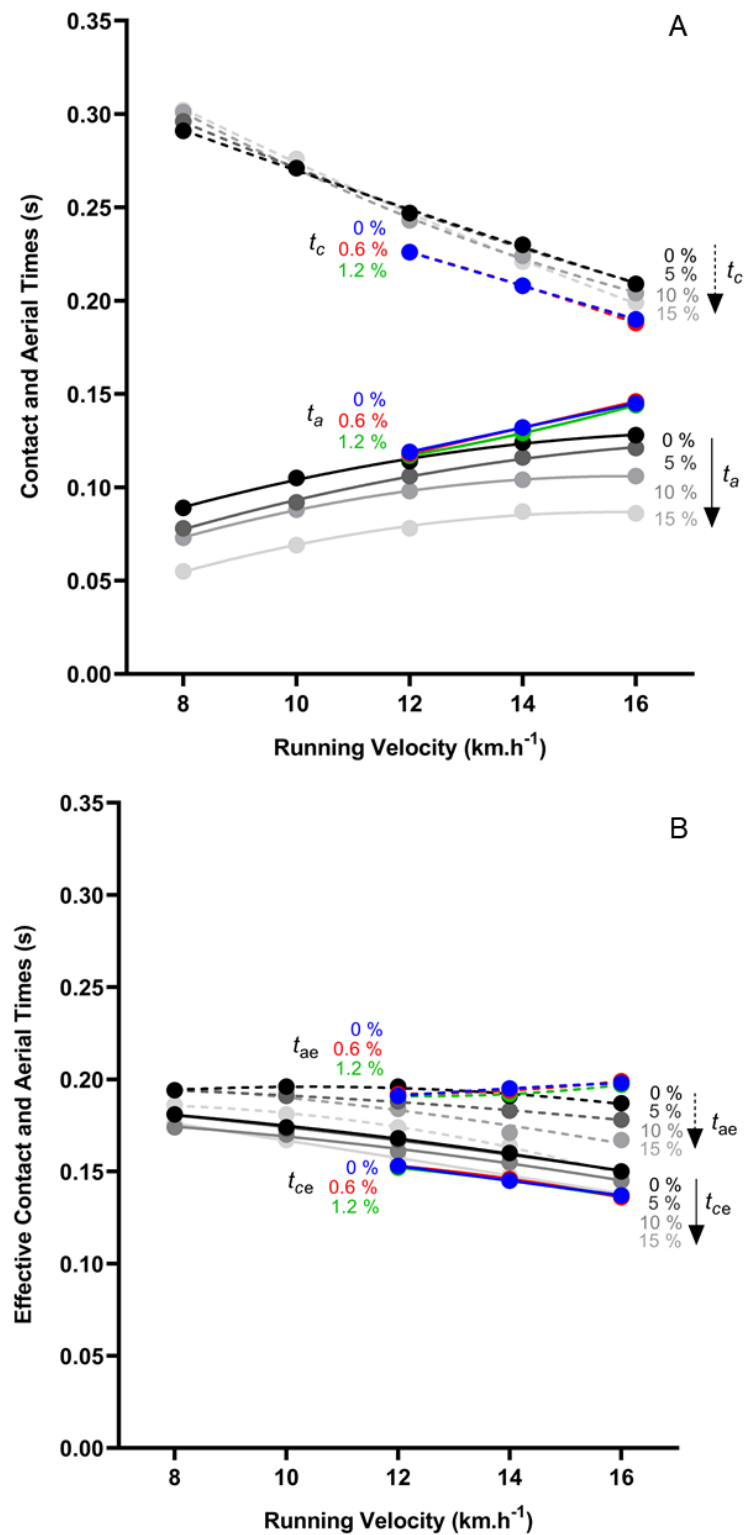 A
Contact and Aerial Times (s)
0.35
0.30
0.25
0.20
0.15
0.10
0.05
0.00
tc
0 %
0.6 %
1.2 %
0 %
5 %
10 %
15 %
tc
ta
0 %
0.6 %
1.2 %
0 %
5 %
10 %
15 %
ta
8 10 12 14 16
Running Velocity (km.h-1)
B
Effective Contact and Aerial Times (s)
0.35
0.30
0.25
0.20
0.15
0.10
0.05
0.00
tae
0 %
0.6 %
1.2 %
0 %
5 %
10 %
15 %
tae
tce
0 %
0.6 %
1.2 %
0 %
5 %
10 %
15 %
tce
8 10 12 14 16
Running Velocity (km.h-1)